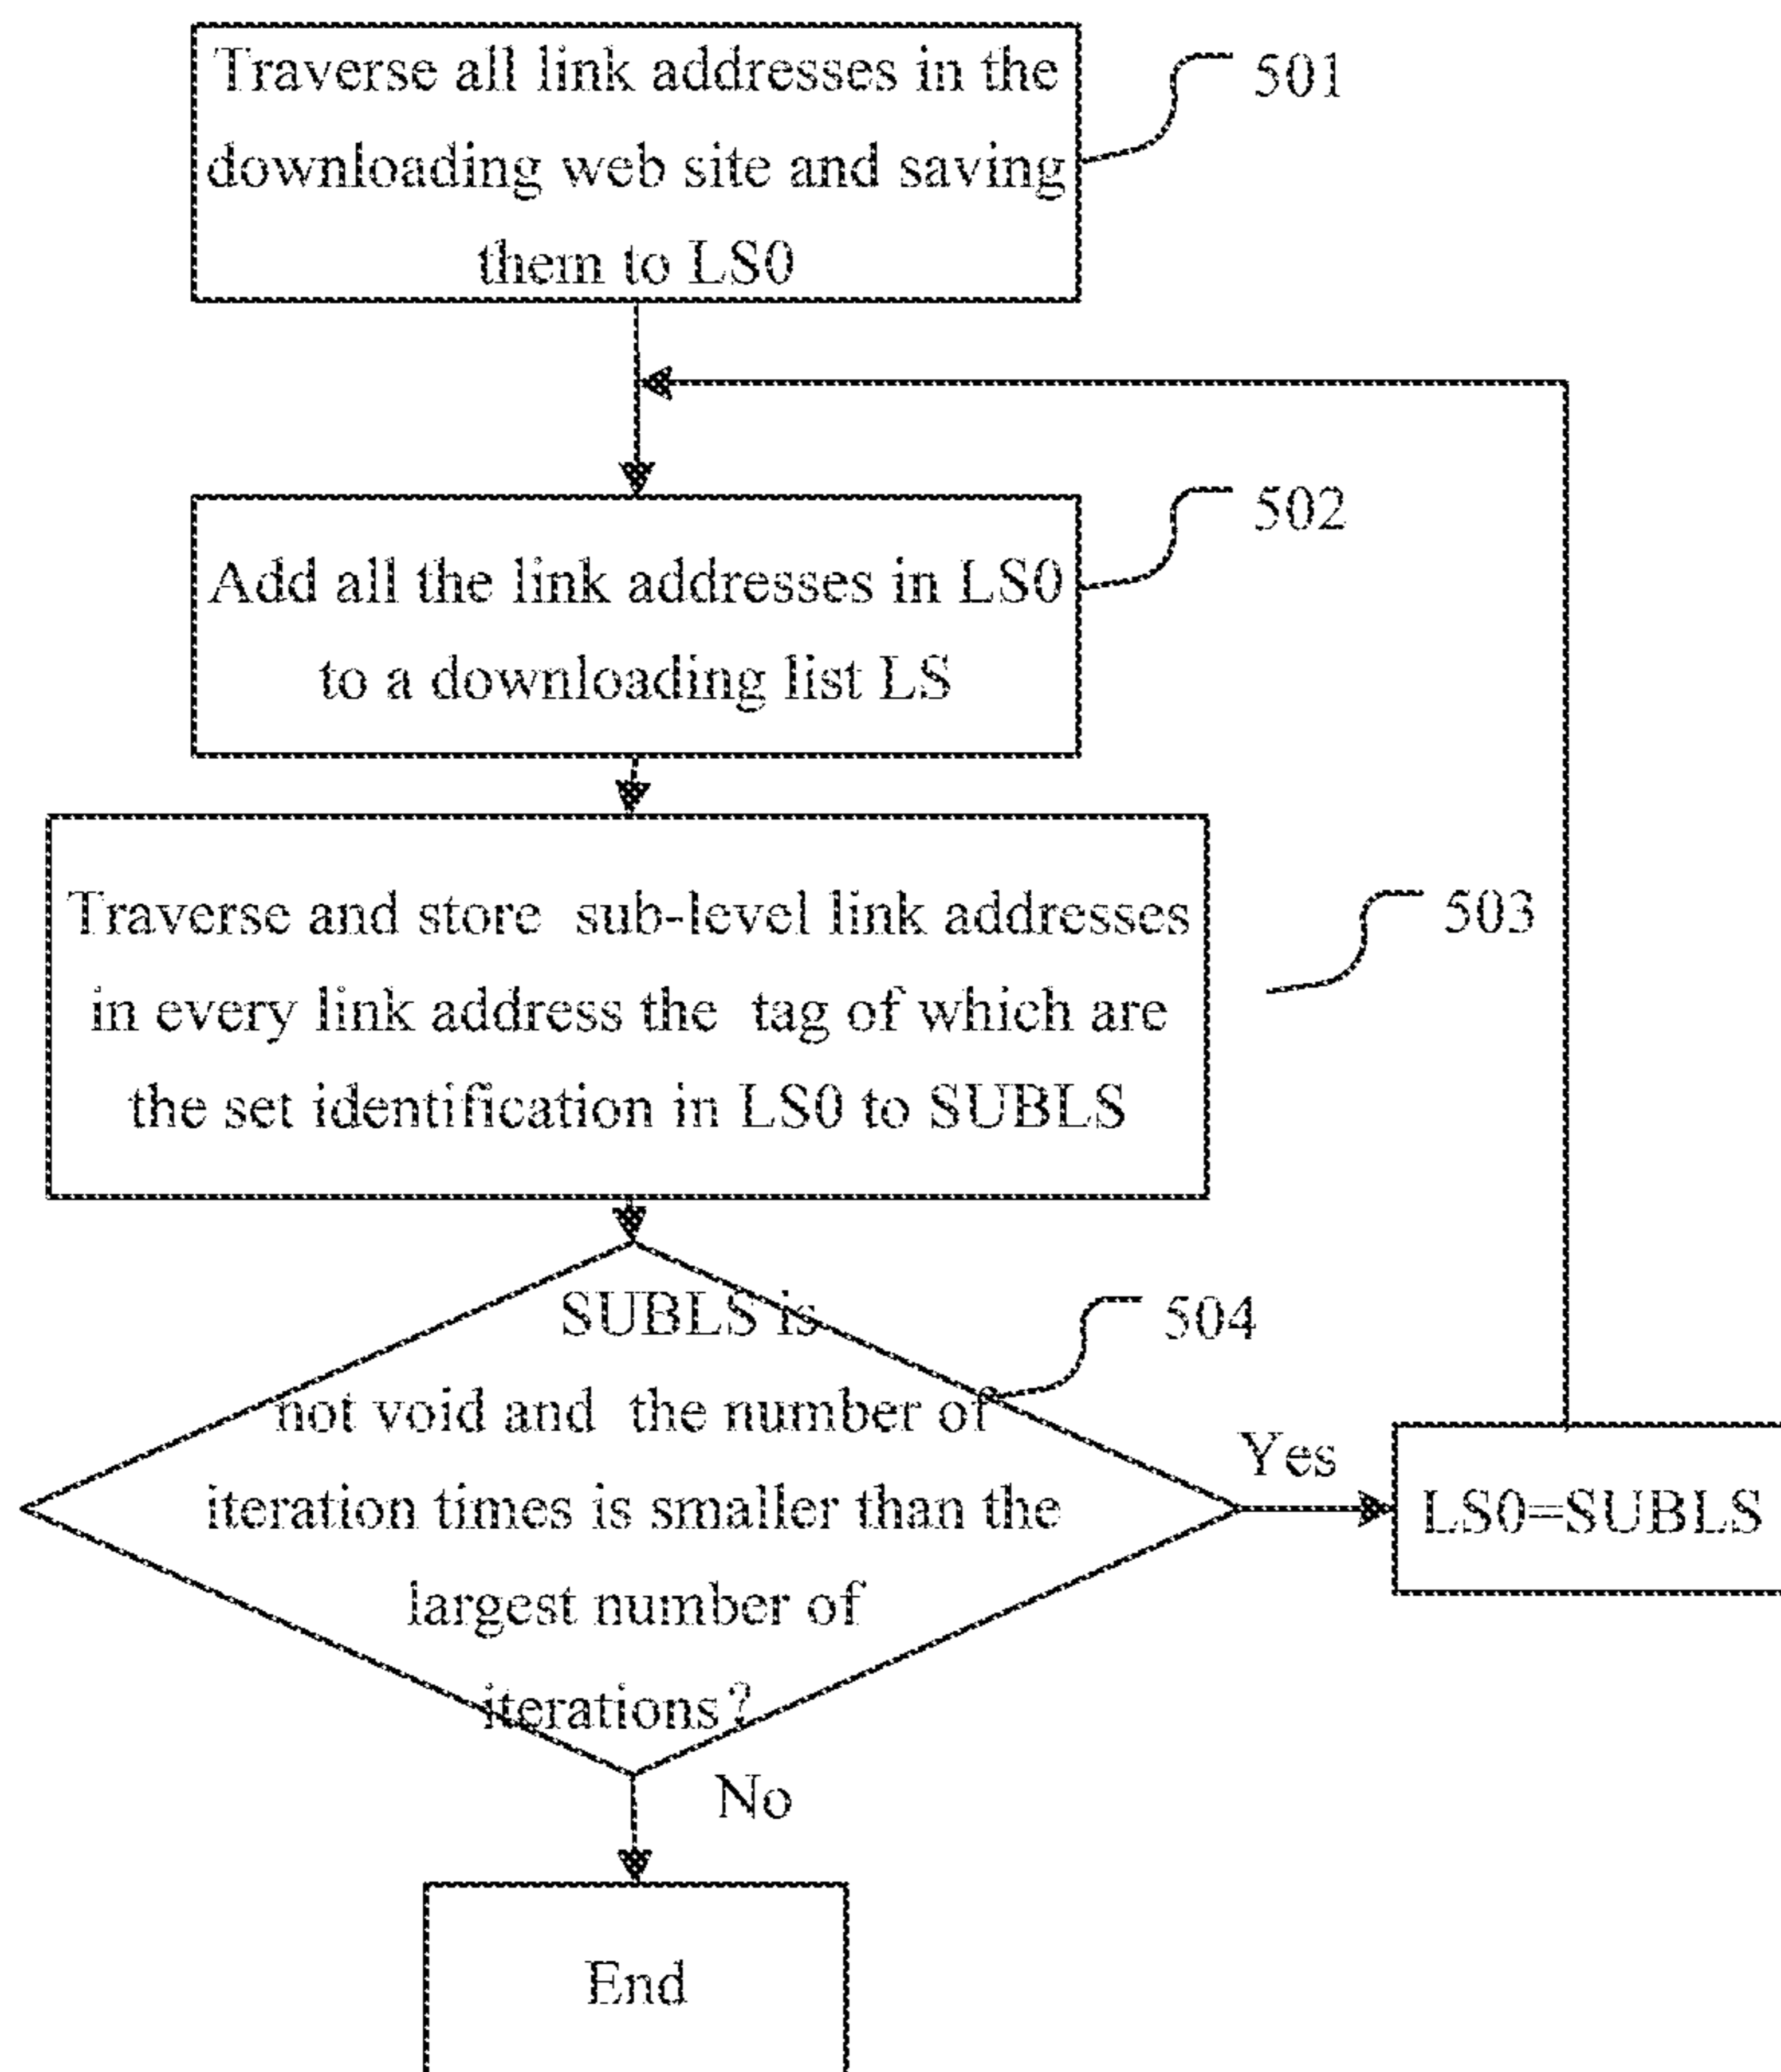 Traverse all link addresses in the
downloading web site and saving
them to LS0
501
Add all the link addresses in LS0
to a downloading list LS
502
Traverse and store sub-level link addresses
in every link address the tag of which are
the set identification in LS0 to SUBLS
503
SUBLS is
not void and the number of
iteration times is smaller than the
largest number of
iterations?
504
Yes
LS0=SUBLS
No
End